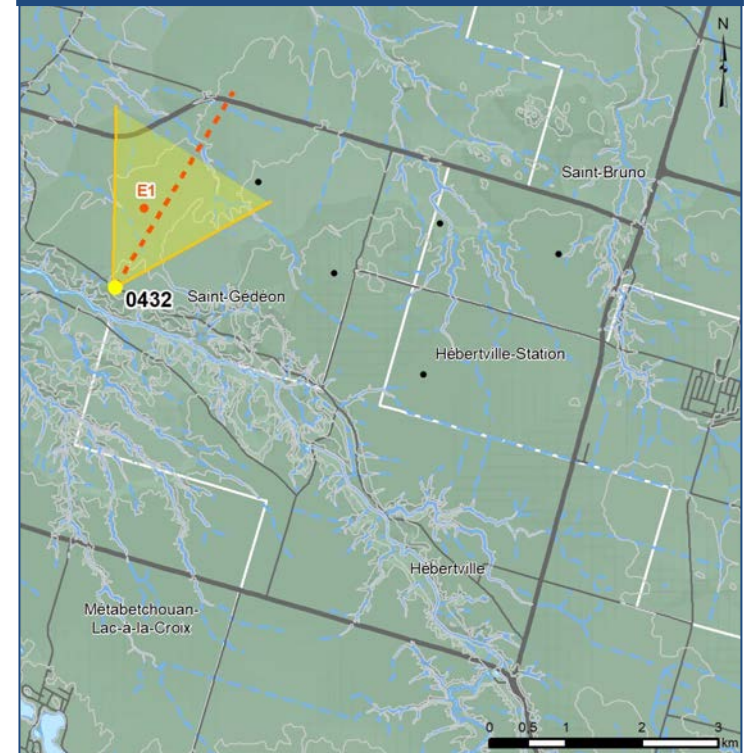 N
Saint-Bruno
E1
0432
Saint-Gédéon
Hébertville-Station
Hébertville
Métabetchouan-
Lac-à-la-Croix
0 0,5 1 2 3
km